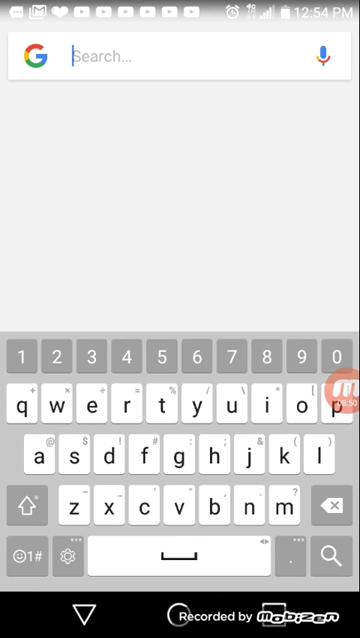 12:54 PM
G Search...
1 2 3 4 5 6 7 8 9 0
q w e r t y u i o p
a s d f g h j k l
z x c v b n m
1# .
Recorded by mobizen